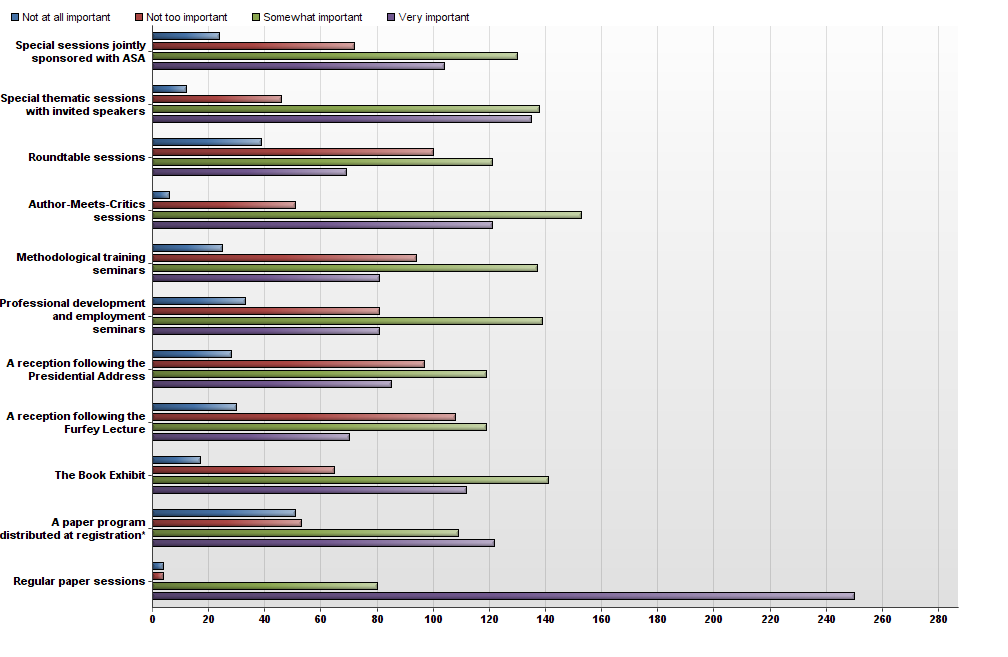 Not at all important Not too important Somewhat important Very important
Special sessions jointly
sponsored with ASA
Special thematic sessions
with invited speakers
Roundtable sessions
Author-Meets-Critics
sessions
Methodological training
seminars
Professional development
and employment
seminars
A reception following the
Presidential Address
A reception following the
Furfey Lecture
The Book Exhibit
A paper program
distributed at registration*
Regular paper sessions
0 20 40 60 80 100 120 140 160 180 200 220 240 260 280